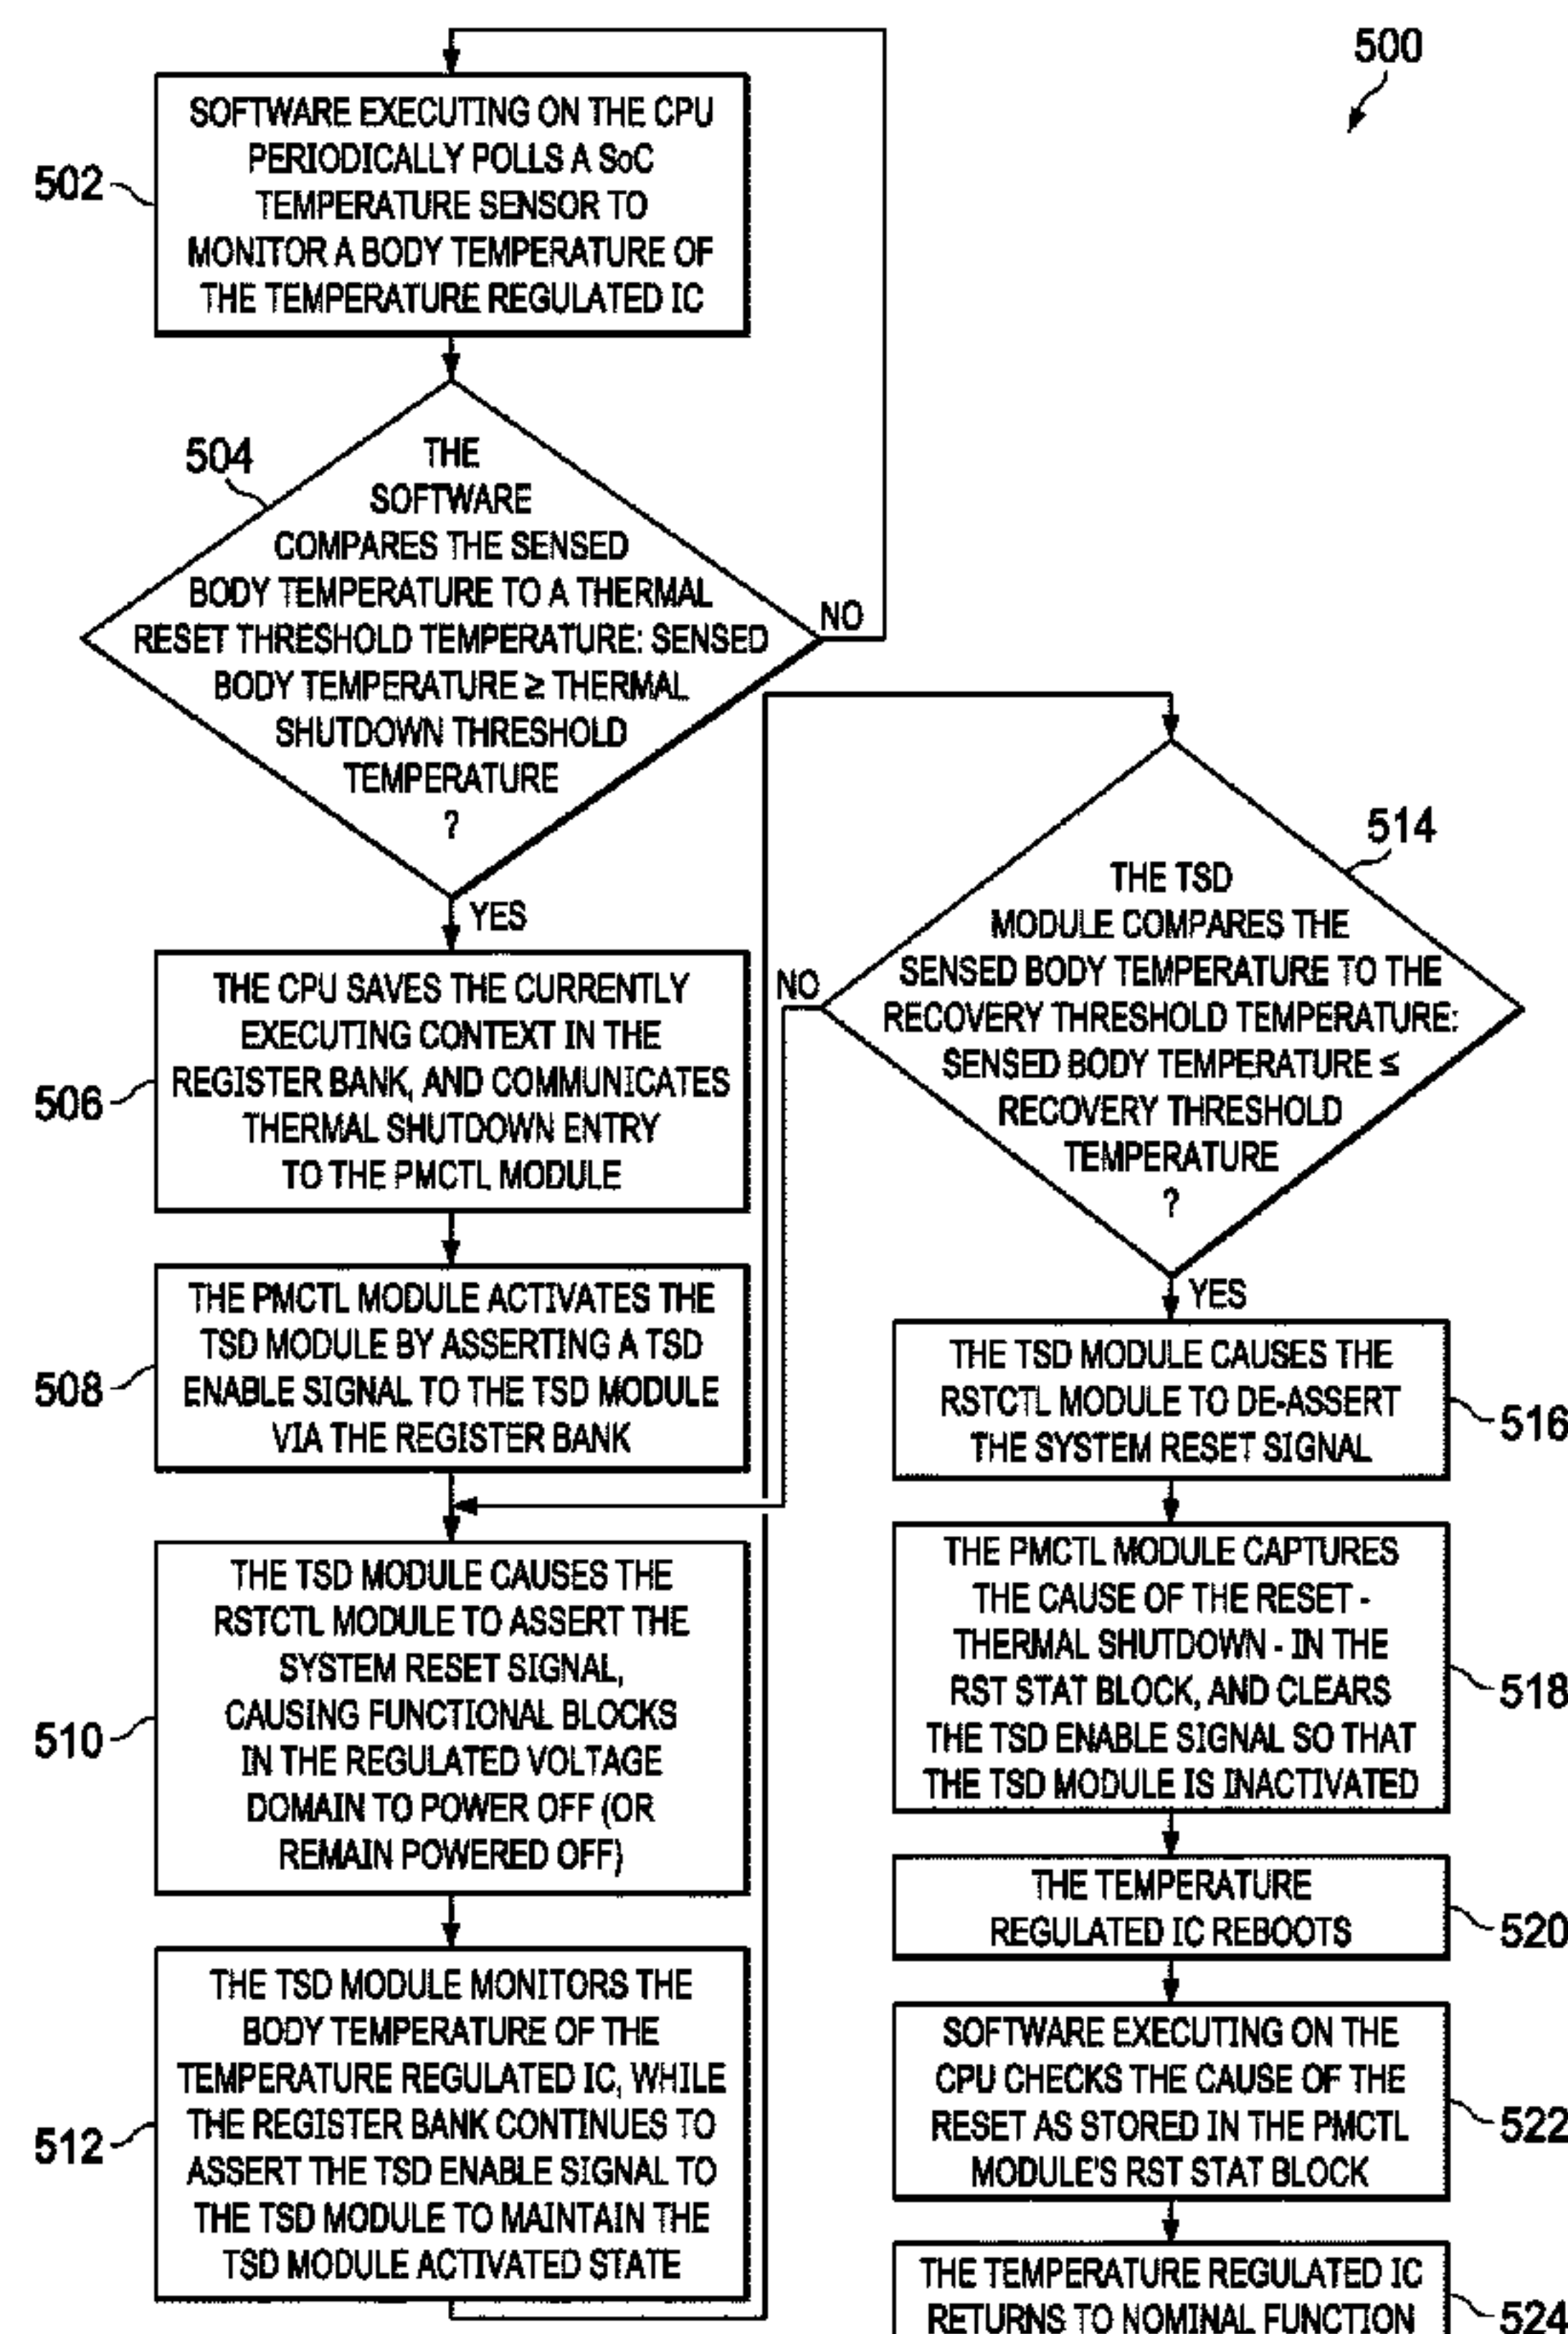 500
502
SOFTWARE EXECUTING ON THE CPU
PERIODICALLY POLLS A SoC
TEMPERATURE SENSOR TO
MONITOR A BODY TEMPERATURE OF
THE TEMPERATURE REGULATED IC
504
THE
SOFTWARE
COMPARES THE SENSED
BODY TEMPERATURE TO A THERMAL
RESET THRESHOLD TEMPERATURE: SENSED
BODY TEMPERATURE ≥ THERMAL
SHUTDOWN THRESHOLD
TEMPERATURE
?
NO
YES
506
THE CPU SAVES THE CURRENTLY
EXECUTING CONTEXT IN THE
REGISTER BANK, AND COMMUNICATES
THERMAL SHUTDOWN ENTRY
TO THE PMCTL MODULE
508
THE PMCTL MODULE ACTIVATES THE
TSD MODULE BY ASSERTING A TSD
ENABLE SIGNAL TO THE TSD MODULE
VIA THE REGISTER BANK
510
THE TSD MODULE CAUSES THE
RSTCTL MODULE TO ASSERT THE
SYSTEM RESET SIGNAL,
CAUSING FUNCTIONAL BLOCKS
IN THE REGULATED VOLTAGE
DOMAIN TO POWER OFF (OR
REMAIN POWERED OFF)
512
THE TSD MODULE MONITORS THE
BODY TEMPERATURE OF THE
TEMPERATURE REGULATED IC, WHILE
THE REGISTER BANK CONTINUES TO
ASSERT THE TSD ENABLE SIGNAL TO
THE TSD MODULE TO MAINTAIN THE
TSD MODULE ACTIVATED STATE
514
THE TSD
MODULE COMPARES THE
SENSED BODY TEMPERATURE TO THE
RECOVERY THRESHOLD TEMPERATURE:
SENSED BODY TEMPERATURE ≤
RECOVERY THRESHOLD
TEMPERATURE
?
NO
YES
THE TSD MODULE CAUSES THE
RSTCTL MODULE TO DE-ASSERT
THE SYSTEM RESET SIGNAL
516
THE PMCTL MODULE CAPTURES
THE CAUSE OF THE RESET -
THERMAL SHUTDOWN - IN THE
RST STAT BLOCK, AND CLEARS
THE TSD ENABLE SIGNAL SO THAT
THE TSD MODULE IS INACTIVATED
518
THE TEMPERATURE
REGULATED IC REBOOTS
520
SOFTWARE EXECUTING ON THE
CPU CHECKS THE CAUSE OF THE
RESET AS STORED IN THE PMCTL
MODULE'S RST STAT BLOCK
522
THE TEMPERATURE REGULATED IC
RETURNS TO NOMINAL FUNCTION
524